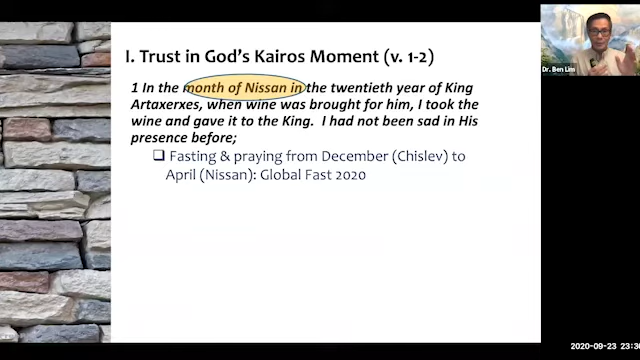 I. Trust in God's Kairos Moment (v. 1-2)
1 In the month of Nissan in the twentieth year of King
Artaxerxes, when wine was brought for him, I took the
wine and gave it to the King. I had not been sad in His
presence before;
❑ Fasting & praying from December (Chislev) to
April (Nissan): Global Fast 2020
Dr. Ben Lim